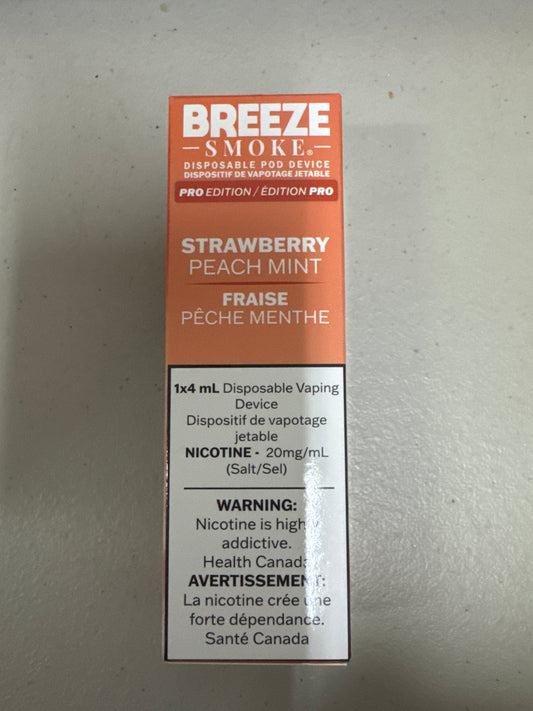 BREEZE
SMOKE®
DISPOSABLE POD DEVICE
DISPOSITIF DE VAPOTAGE JETABLE
PRO EDITION / ÉDITION PRO
STRAWBERRY
PEACH MINT
FRAISE
PÊCHE MENTHE
1x4 mL Disposable Vaping
Device
Dispositif de vapotage
jetable
NICOTINE - 20mg/mL
(Salt/Sel)
WARNING:
Nicotine is highly
addictive.
Health Canada
AVERTISSEMENT:
La nicotine crée une
forte dépendance.
Santé Canada